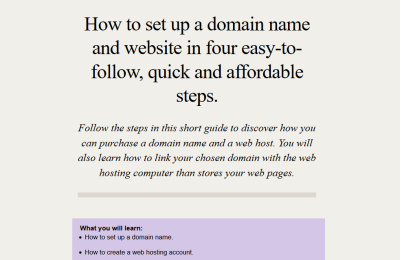 How to set up a domain name
and website in four easy-to-
follow, quick and affordable
steps.
Follow the steps in this short guide to discover how you
can purchase a domain name and a web host. You will
also learn how to link your chosen domain with the web
hosting computer than stores your web pages.
What you will learn:
• How to set up a domain name.
• How to create a web hosting account.